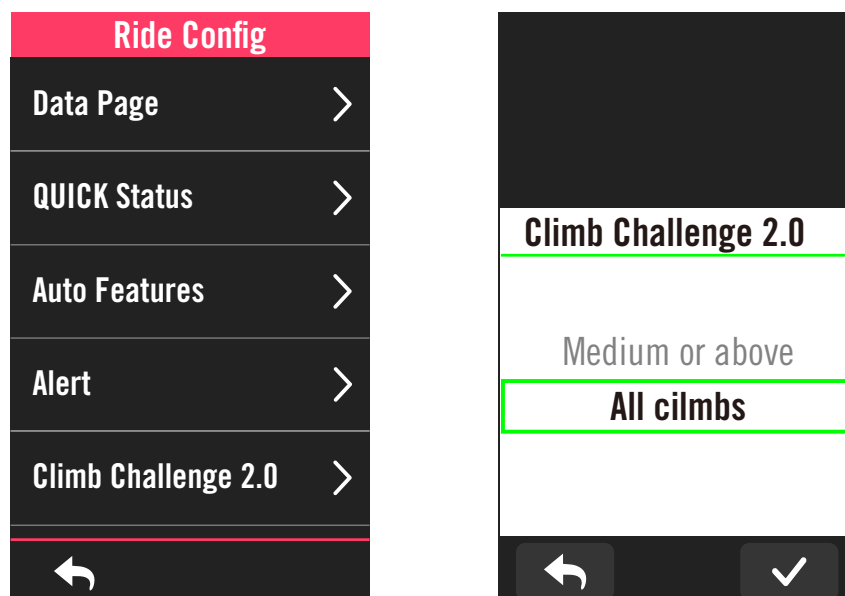 Ride Config
Data Page
QUICK Status
Auto Features
Alert
Climb Challenge 2.0
Climb Challenge 2.0
Medium or above
All cilmbs